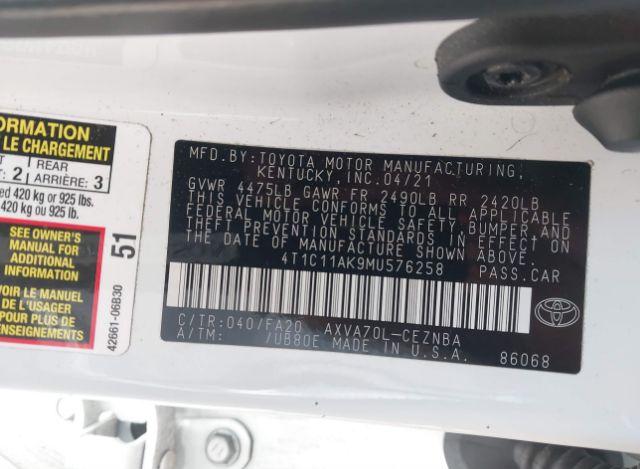 FORMATION
LE CHARGEMENT
2 REAR
ARRIÈRE: 3
420 kg or 925 lbs.
420 kg ou 925 lb.
SEE OWNER'S
MANUAL FOR
ADDITIONAL
INFORMATION
VOIR LE MANUEL
DE L'USAGER
POUR PLUS DE
RENSEIGNEMENTS
51
42661-06B30
MFD.BY:TOYOTA MOTOR MANUFACTURING,
KENTUCKY,INC.04/21
GVWR 4475LB GAWR FR 2490LB RR 2420LB
THIS VEHICLE CONFORMS TO ALL APPLICABLE
FEDERAL MOTOR VEHICLE SAFETY,BUMPER AND
THEFT PREVENTION STANDARDS IN EFFECT ON
THE DATE OF MANUFACTURE SHOWN ABOVE.
4T1C11AK9MU576258 PASS.CAR
C/TR:040/FA20 AXVA70L-CEZNBA
A/TM: /UB80E MADE IN U.S.A.
86068
TOYOTA